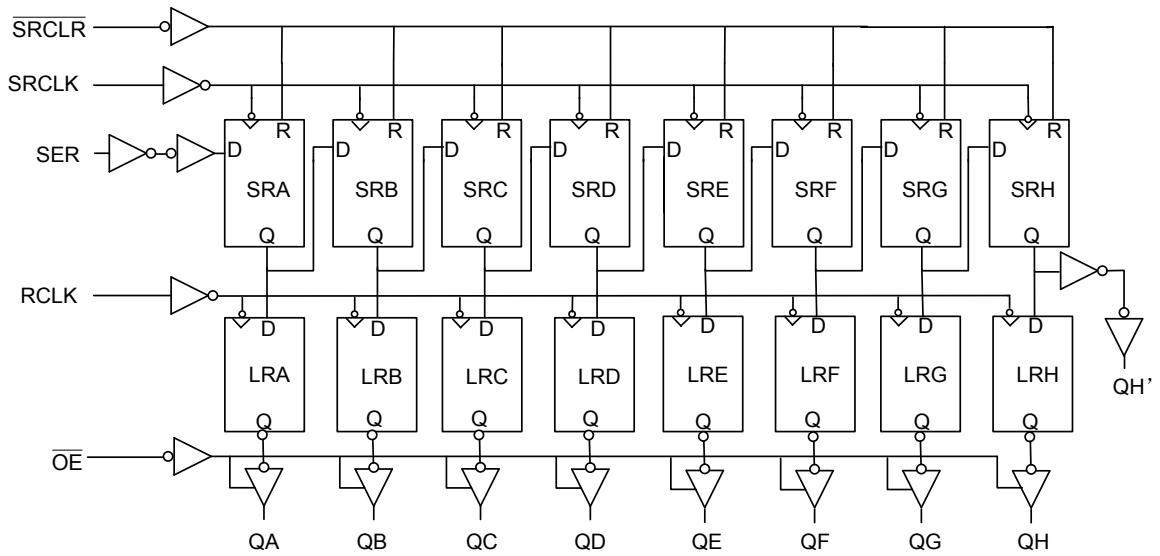 SRCLR
SRCLK
R R R R R R R R
SER
D D D D D D D D
SRA SRB SRC SRD SRE SRF SRG SRH
Q Q Q Q Q Q Q Q
RCLK
D D D D D D D D
LRA LRB LRC LRD LRE LRF LRG LRH
QH’
Q Q Q Q Q Q Q Q
OE
QA QB QC QD QE QF QG QH